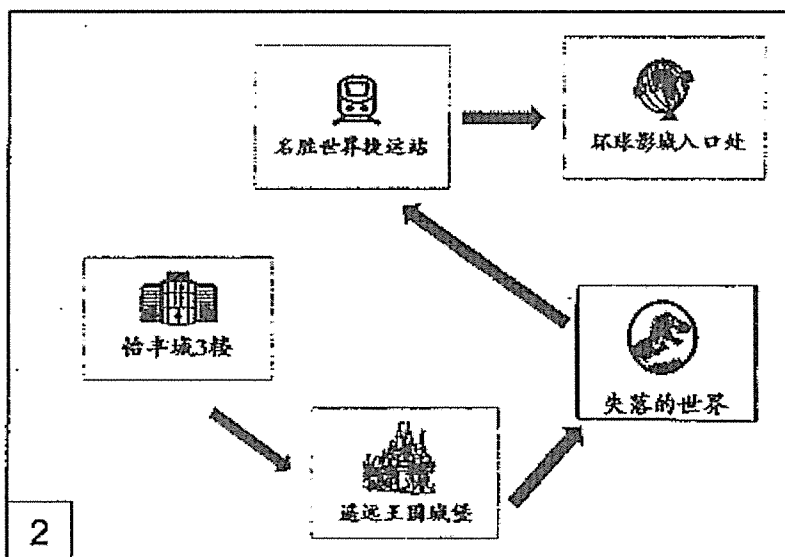 名胜世界捷运站
环球影城入口处
怡丰城3楼
失落的世界
遥远王国城堡
2